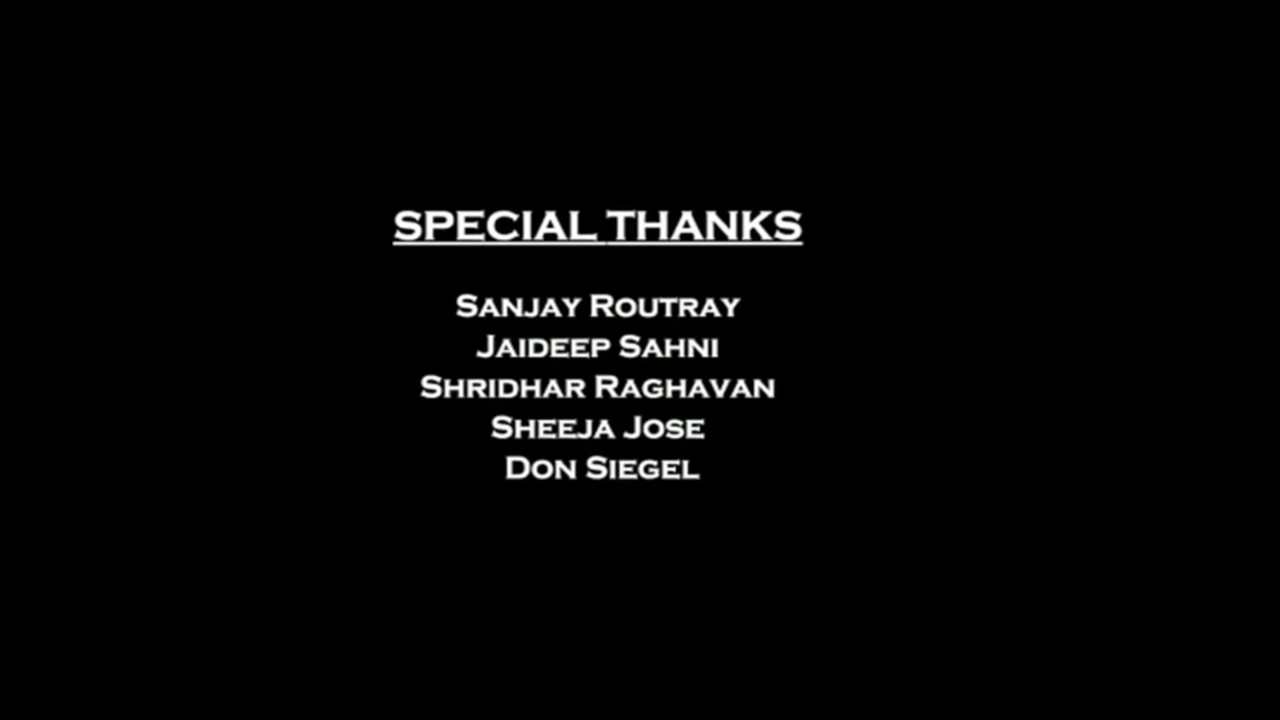 SPECIAL THANKS
SANJAY ROUTRAY
JAIDEEP SAHNI
SHRIDHAR RAGHAVAN
SHEEJA JOSE
DON SIEGEL